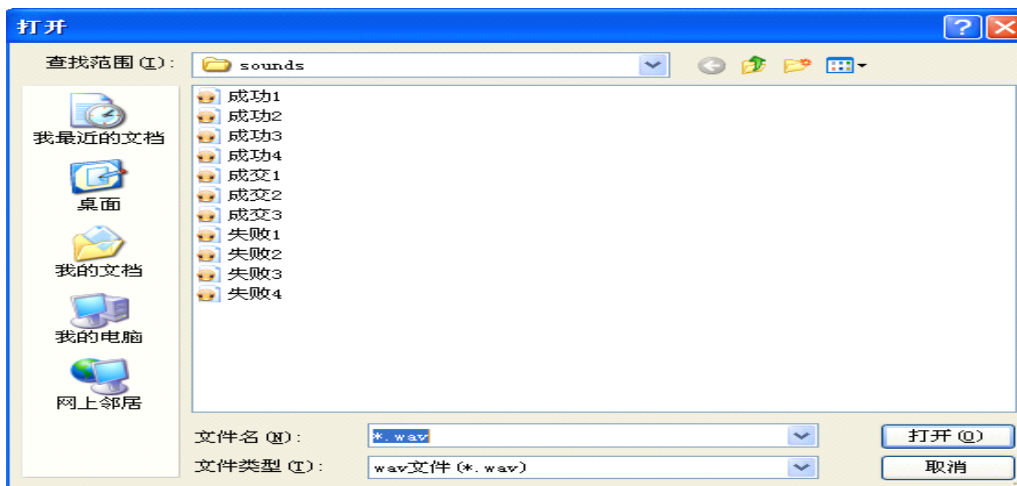 打开
查找范围(I):
sounds
我最近的文档
桌面
我的文档
我的电脑
网上邻居
成功1
成功2
成功3
成功4
成交1
成交2
成交3
失败1
失败2
失败3
失败4
文件名(N):
*.wav
打开(O)
文件类型(T):
wav文件(*.wav)
取消